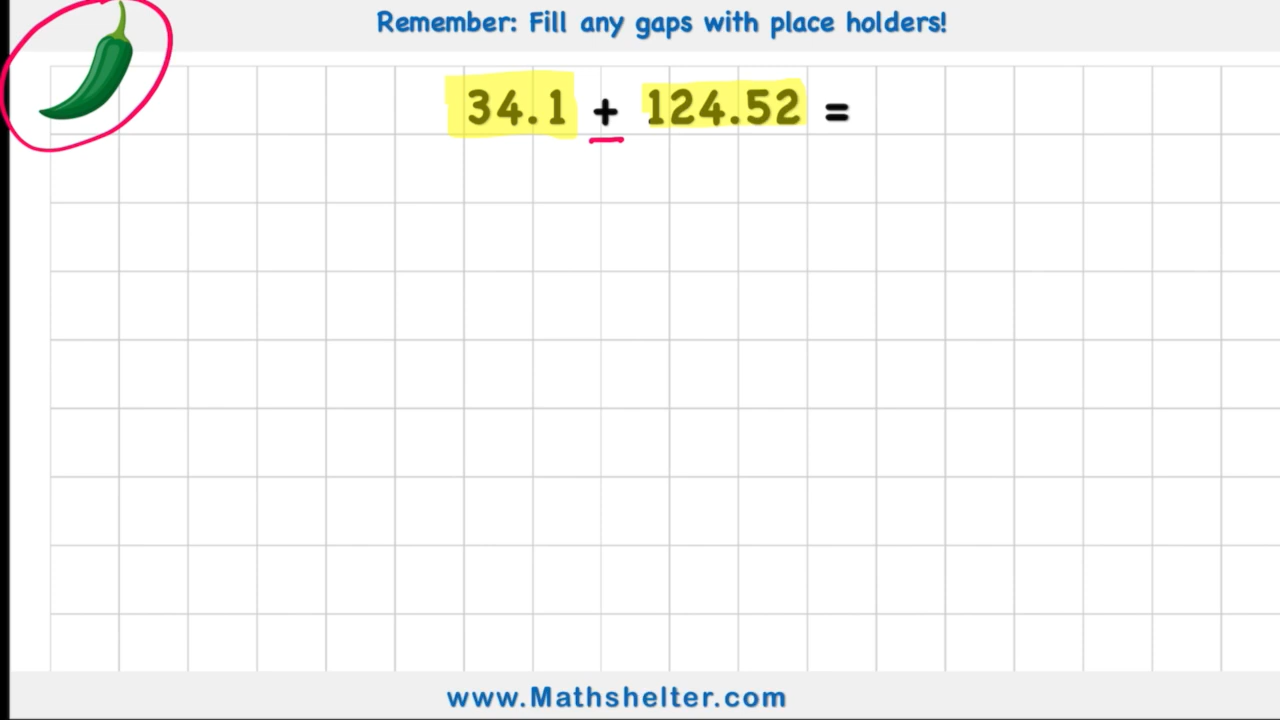 Remember: Fill any gaps with place holders!
34.1 + 124.52 =
www.Mathshelter.com